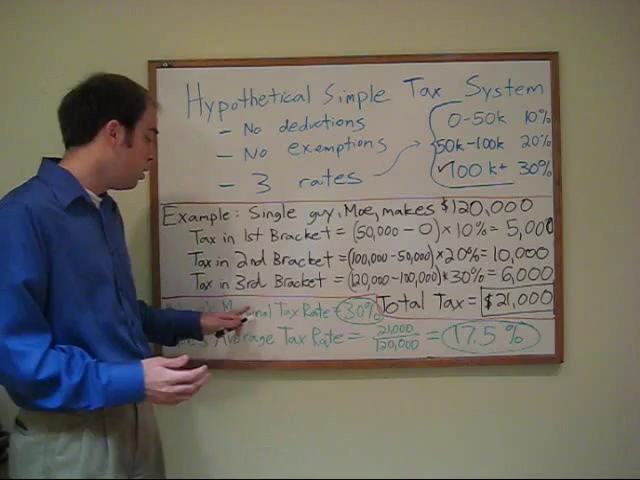 Hypothetical Simple Tax System
- No deductions
- No exemptions
- 3 rates
0-50k 10%
50k-100k 20%
✓100k+ 30%
Example: Single guy, Moe, makes $120,000
Tax in 1st Bracket = (50,000 - 0) × 10% = 5,000
Tax in 2nd Bracket = (100,000 - 50,000) × 20% = 10,000
Tax in 3rd Bracket = (120,000 - 100,000) × 30% = 6,000
Total Tax = $21,000
Tax Rate = 30%
Average Tax Rate = 21,000/120,000 = 17.5%